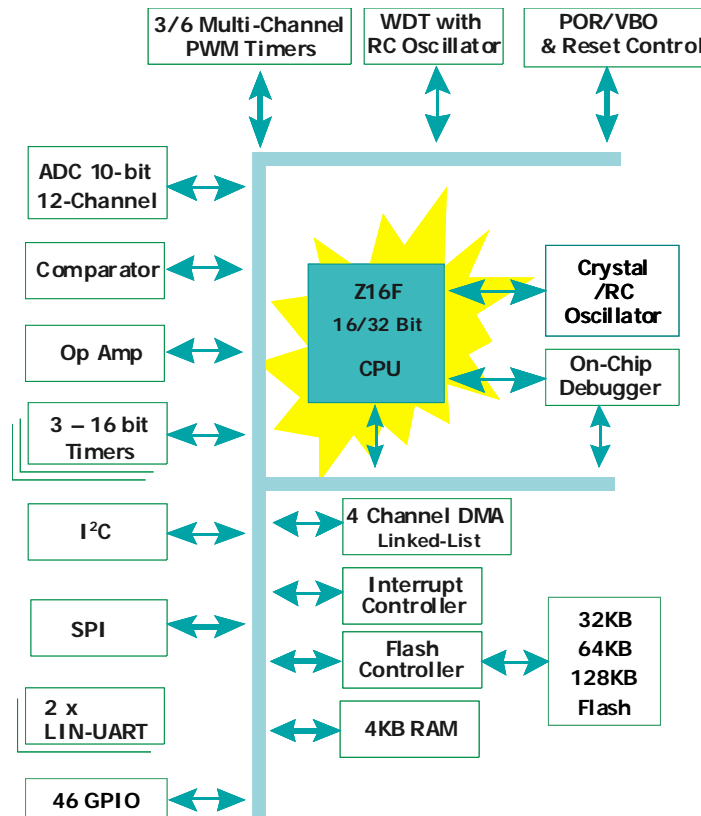 3/6 Multi-Channel
PWM Timers
WDT with
RC Oscillator
POR/VBO
& Reset Control
ADC 10-bit
12-Channel
Comparator
Op Amp
3 – 16 bit
Timers
I²C
SPI
2 x
LIN-UART
46 GPIO
Z16F
16/32 Bit
CPU
Crystal
/RC
Oscillator
On-Chip
Debugger
4 Channel DMA
Linked-List
Interrupt
Controller
Flash
Controller
32KB
64KB
128KB
Flash
4KB RAM